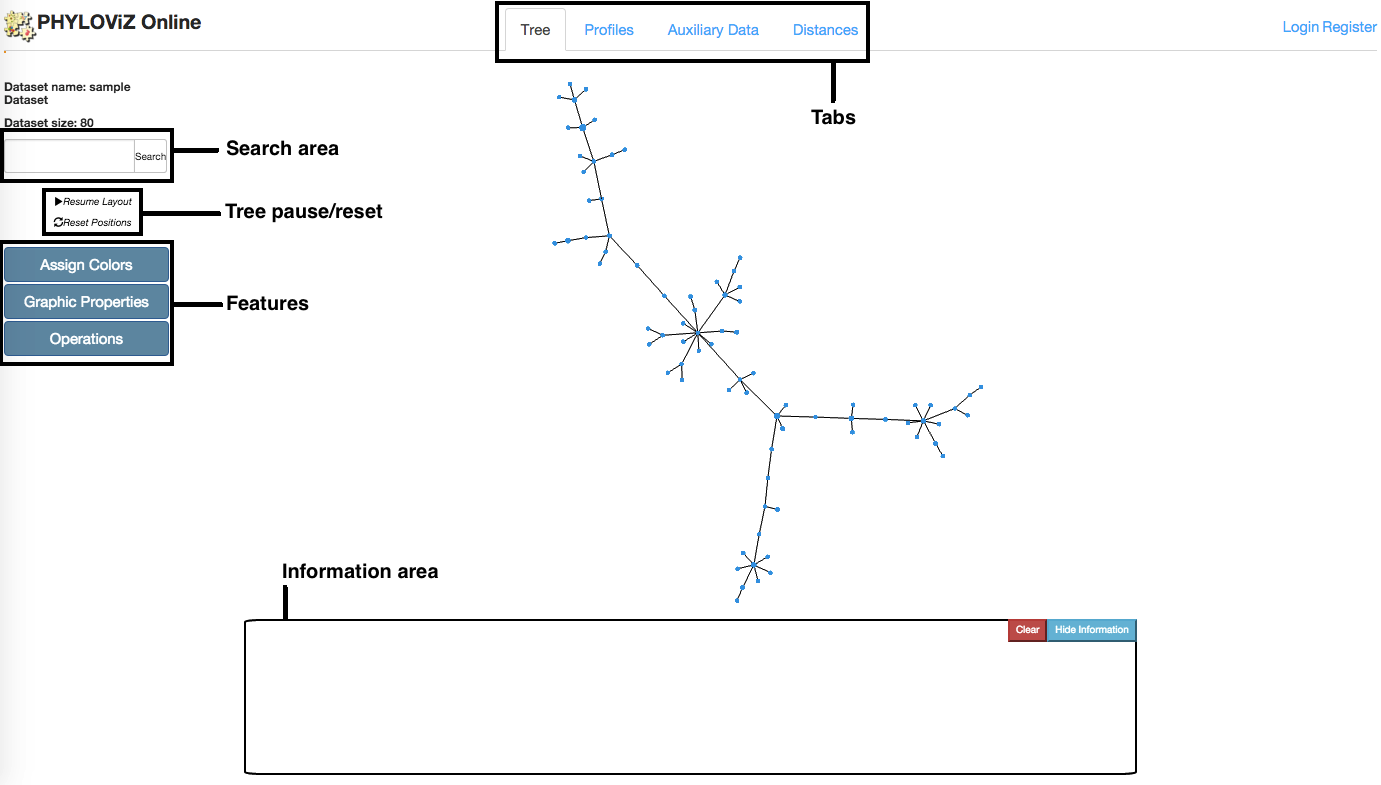 PHYLOViZ Online
Tree Profiles Auxiliary Data Distances
Login Register
Dataset name: sample
Dataset
Dataset size: 80
Tabs
Search
Search area
Resume Layout
Reset Positions
Tree pause/reset
Assign Colors
Graphic Properties
Operations
Features
Information area
Clear Hide Information